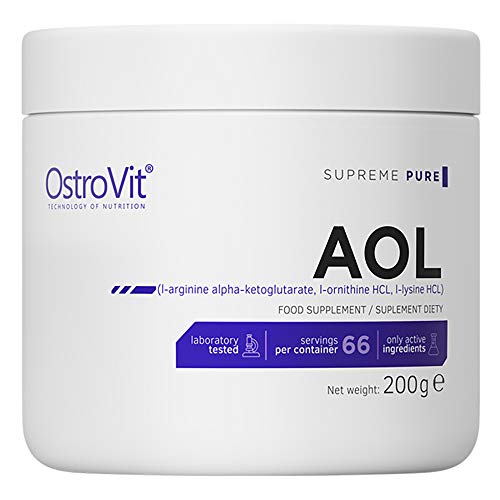 OstroVit®
TECHNOLOGY OF NUTRITION
SUPREME PURE
AOL
(l-arginine alpha-ketoglutarate, l-ornithine HCL, l-lysine HCL)
FOOD SUPPLEMENT / SUPLEMENT DIETY
laboratory
tested
servings
per container 66
only active
ingredients
Net weight: 200g ℮